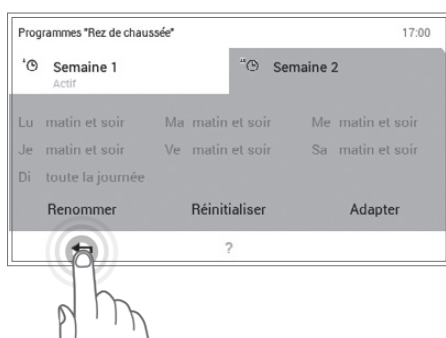 Programmes "Rez de chaussée" 17:00
Semaine 1 Semaine 2
Actif
Lu matin et soir Ma matin et soir Me matin et soir
Je matin et soir Ve matin et soir Sa matin et soir
Di toute la journée
Renommer Réinitialiser Adapter
?